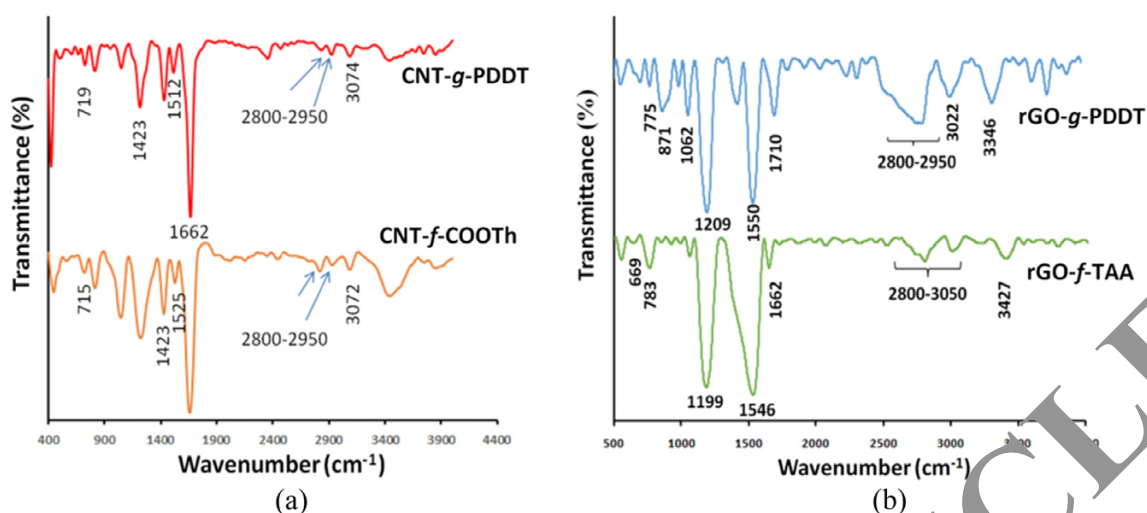 Transmittance (%)
CNT-g-PDDT
719
1423
1512
1662
2800-2950
3074
CNT-f-COOTh
715
1423
1525
2800-2950
3072
400 900 1400 1900 2400 2900 3400 3900 4400
Wavenumber (cm-1)
(a)
Transmittance (%)
rGO-g-PDDT
775
871
1062
1209
1550
1710
2800-2950
3022
3346
rGO-f-TAA
669
783
1199
1546
1662
2800-3050
3427
500 1000 1500 2000 2500 3000 3500
Wavenumber (cm-1)
(b)